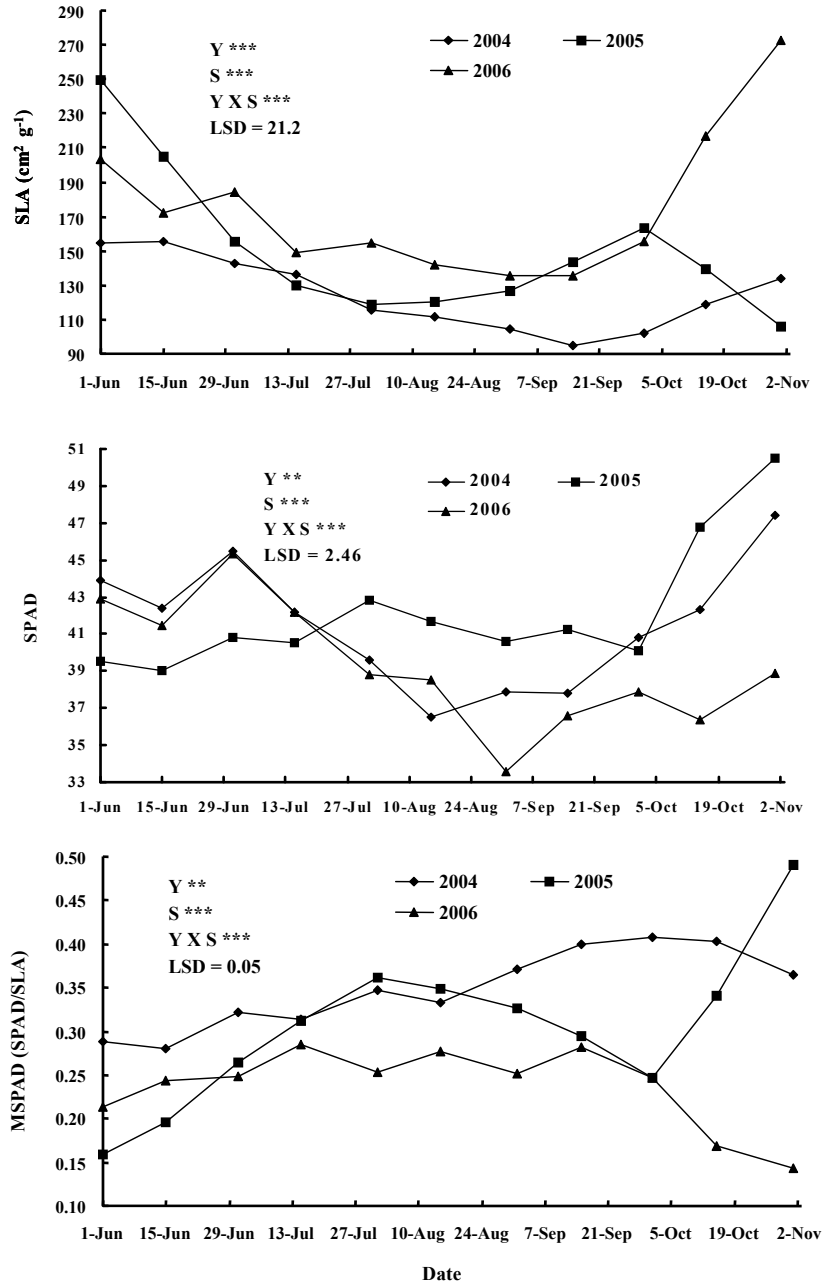 290
270
250
230
210
190
170
150
130
110
90
SLA (cm² g⁻¹)
Y ***
S ***
Y X S ***
LSD = 21.2
2004 2005
2006
1-Jun 15-Jun 29-Jun 13-Jul 27-Jul 10-Aug 24-Aug 7-Sep 21-Sep 5-Oct 19-Oct 2-Nov
51
49
47
45
43
41
39
37
35
33
SPAD
Y **
S ***
Y X S ***
LSD = 2.46
2004 2005
2006
1-Jun 15-Jun 29-Jun 13-Jul 27-Jul 10-Aug 24-Aug 7-Sep 21-Sep 5-Oct 19-Oct 2-Nov
0.50
0.45
0.40
0.35
0.30
0.25
0.20
0.15
0.10
MSPAD (SPAD/SLA)
Y **
S ***
Y X S ***
LSD = 0.05
2004 2005
2006
1-Jun 15-Jun 29-Jun 13-Jul 27-Jul 10-Aug 24-Aug 7-Sep 21-Sep 5-Oct 19-Oct 2-Nov
Date